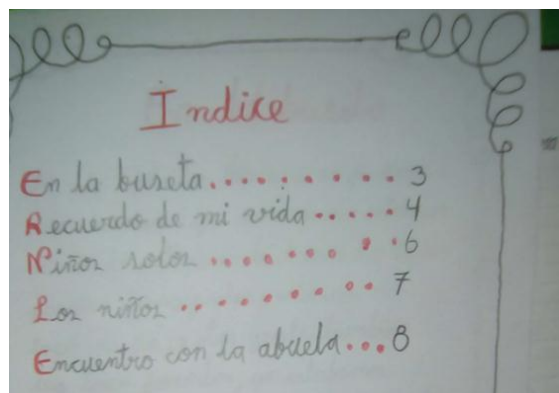 Indice
En la buseta.......... 3
Recuerdo de mi vida..... 4
Niños solos ......... 6
Los niños ......... 7
Encuentro con la abuela... 8